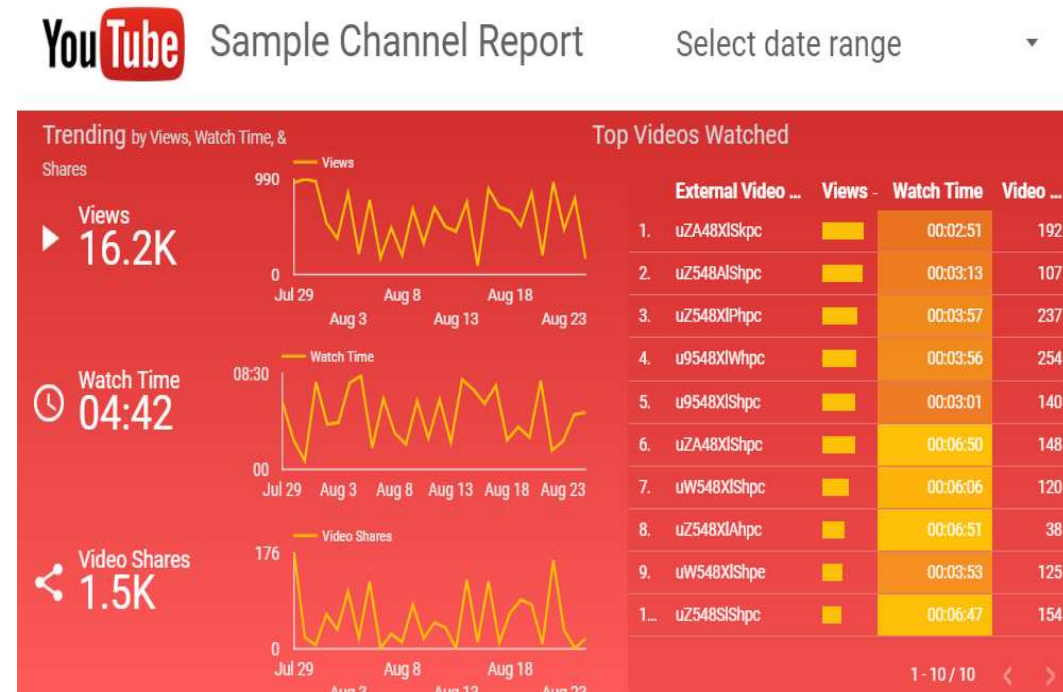 YouTube Sample Channel Report Select date range
Trending by Views, Watch Time, &
Shares
Views
16.2K
Views
990
0
Jul 29 Aug 8 Aug 18
Aug 3 Aug 13 Aug 23
Watch Time
04:42
Watch Time
08:30
00
Jul 29 Aug 3 Aug 8 Aug 13 Aug 18 Aug 23
Video Shares
1.5K
Video Shares
176
0
Jul 29 Aug 8 Aug 18
Aug 3 Aug 13 Aug 23
Top Videos Watched
External Video ... Views - Watch Time Video ...
1. uZA48XlSkpc 00:02:51 192
2. uZ548AlShpc 00:03:13 107
3. uZ548XlPhpc 00:03:57 237
4. u9548XlWhpc 00:03:56 254
5. u9548XlShpc 00:03:01 140
6. uZA48XlShpc 00:06:50 148
7. uW548XlShpc 00:06:06 120
8. uZ548XlAhpc 00:06:51 38
9. uW548XlShpe 00:03:53 125
1... uZ548SlShpc 00:06:47 154
1 - 10 / 10 < >